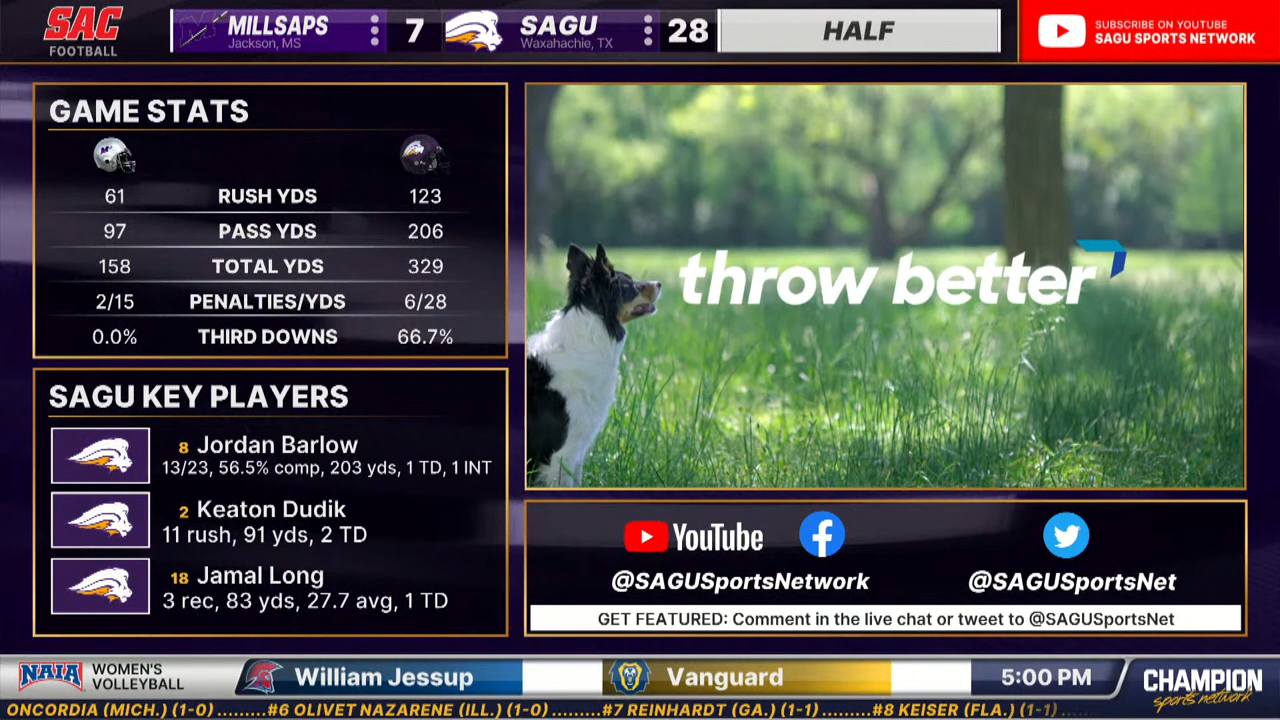 SAC
FOOTBALL
MILLSAPS
Jackson, MS
7
SAGU
Waxahachie, TX
28
HALF
SUBSCRIBE ON YOUTUBE
SAGU SPORTS NETWORK
GAME STATS
61 RUSH YDS 123
97 PASS YDS 206
158 TOTAL YDS 329
2/15 PENALTIES/YDS 6/28
0.0% THIRD DOWNS 66.7%
SAGU KEY PLAYERS
8 Jordan Barlow
13/23, 56.5% comp, 203 yds, 1 TD, 1 INT
2 Keaton Dudik
11 rush, 91 yds, 2 TD
18 Jamal Long
3 rec, 83 yds, 27.7 avg, 1 TD
throw better
YouTube
@SAGUSportsNetwork
@SAGUSportsNet
GET FEATURED: Comment in the live chat or tweet to @SAGUSportsNet
NAIA
WOMEN'S
VOLLEYBALL
William Jessup
Vanguard
5:00 PM
CHAMPION
sports network
ONCORDIA (MICH.) (1-0) ........#6 OLIVET NAZARENE (ILL.) (1-0) .........#7 REINHARDT (GA.) (1-1) .........#8 KEISER (FLA.) (1-1)